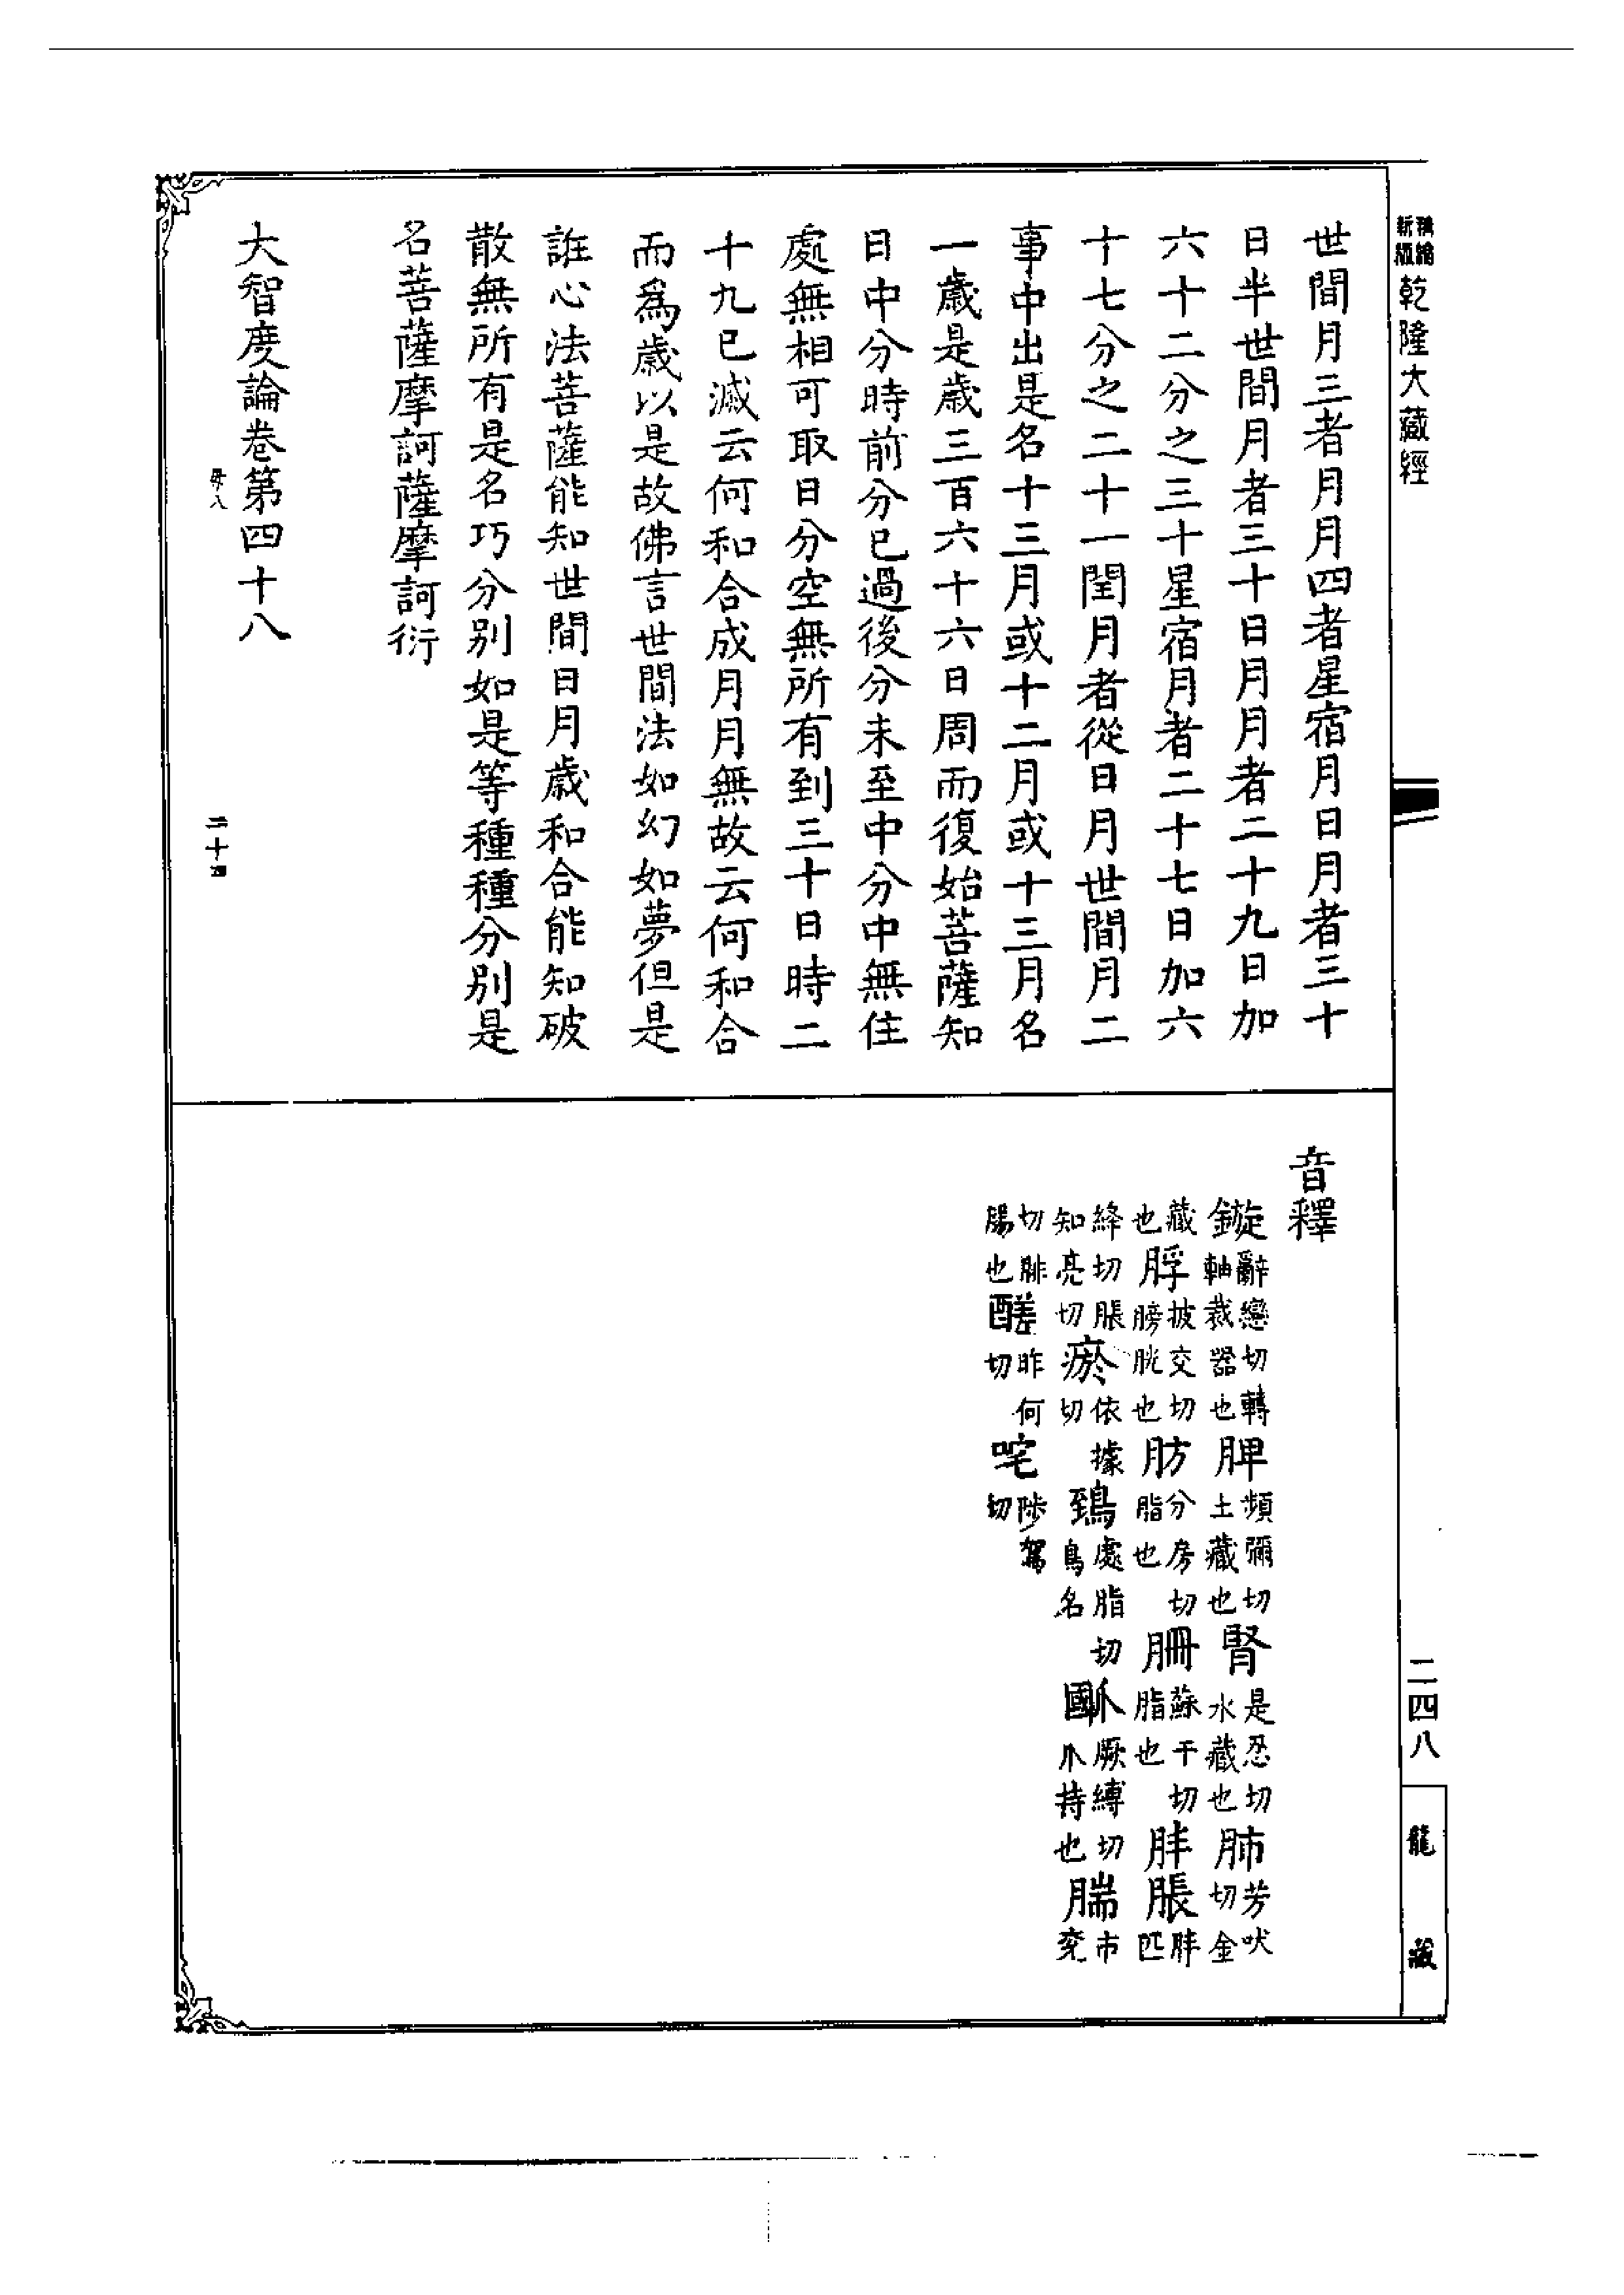 新編縮版
乾隆大藏經
世間月三者月月四者星宿月日月者三十
日半世間月者三十日月月者二十九日加
六十二分之三十星宿月者二十七日加六
十七分之二十一閏月者從日月世間月二
事中出是名十三月或十二月或十三月名
一歲是歲三百六十六日周而復始菩薩知
日中分時前分已過後分未至中分中無住
處無相可取日分空無所有到三十日時二
十九已滅云何和合成月月無故云何和合
而爲歲以是故佛言世間法如幻如夢但是
誑心法菩薩能知世間日月歲和合能知破
散無所有是名巧分別如是等種種分別是
名菩薩摩訶薩摩訶衍
大智度論卷第四十八
毋八
二十四
音釋
鏇辭戀切轉軸裁器也脾頻彌切土藏也腎是忍切水藏也肺芳吠切金
藏也脬披交切膀胱也肪分房切脂也𦙱蘇干切脂也胖脹胖匹
絳切脹知亮切瘀依據切鵄處脂切鳥名𤔩厥縛切爪持也腨市兖
切腓腸也醝昨何切咤陟駕切
二四八
龍藏